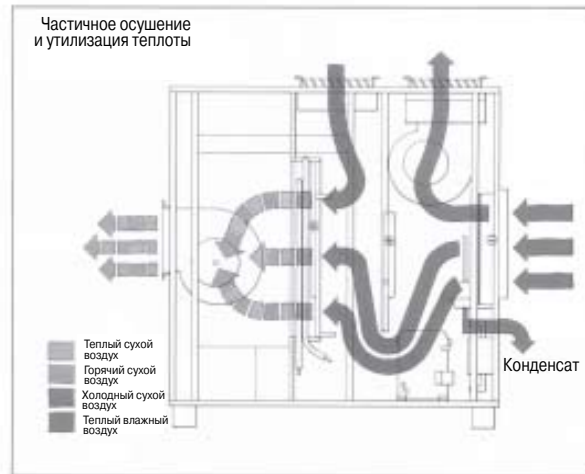 Частичное осушение
и утилизация теплоты
Конденсат
Теплый сухой
воздух
Горячий сухой
воздух
Холодный сухой
воздух
Теплый влажный
воздух